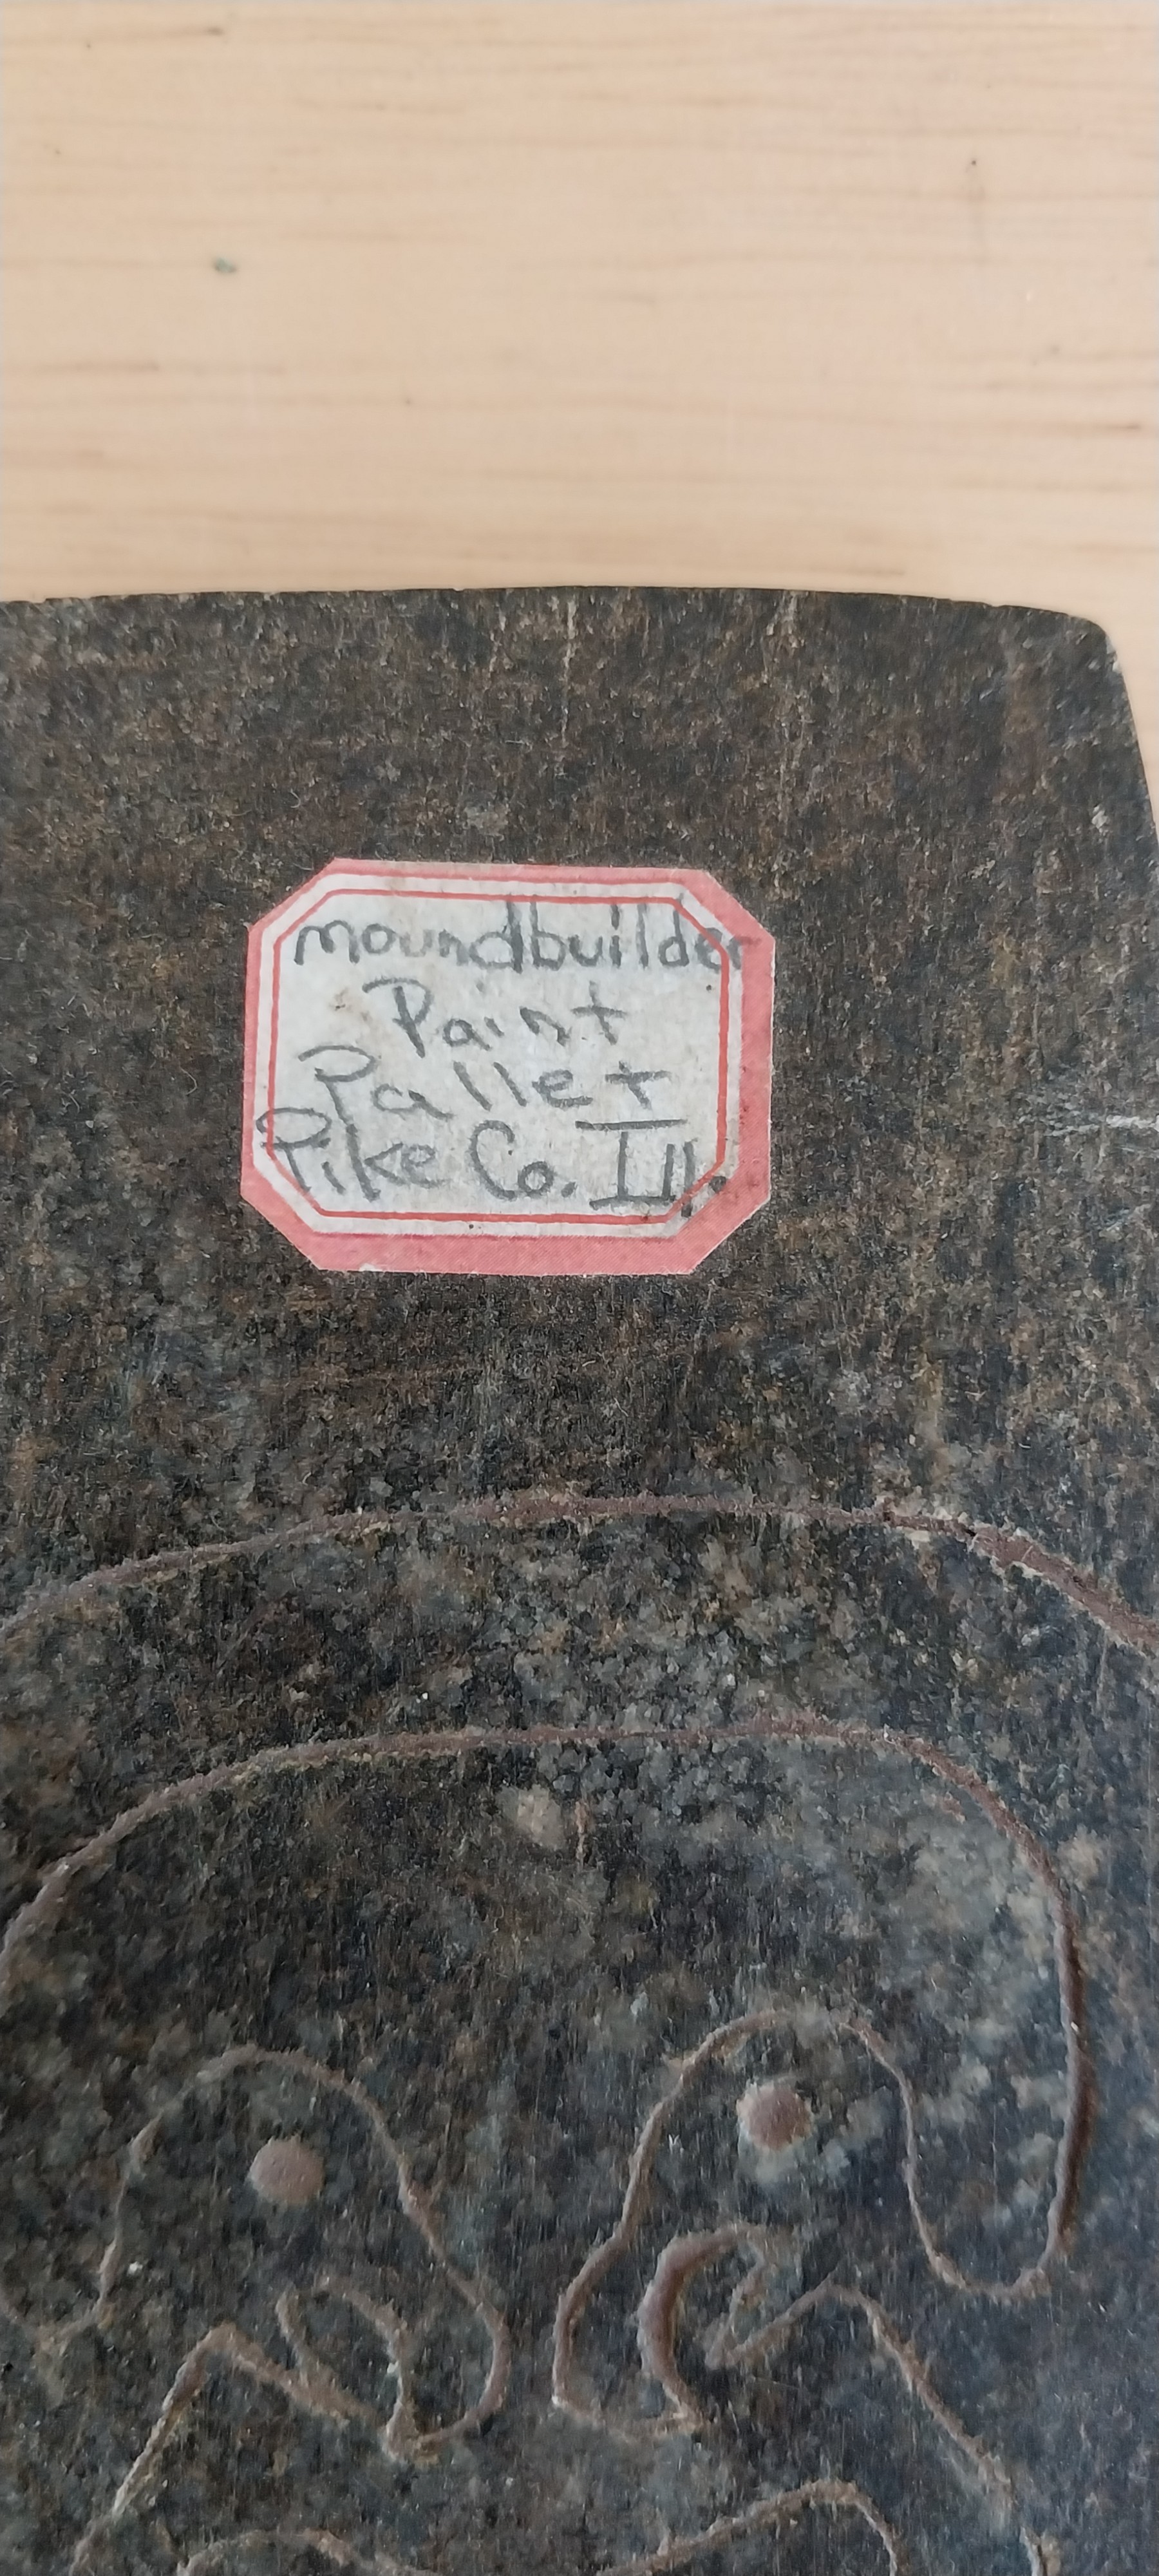 moundbuilder
Paint
Pallet
Pike Co. Ill.